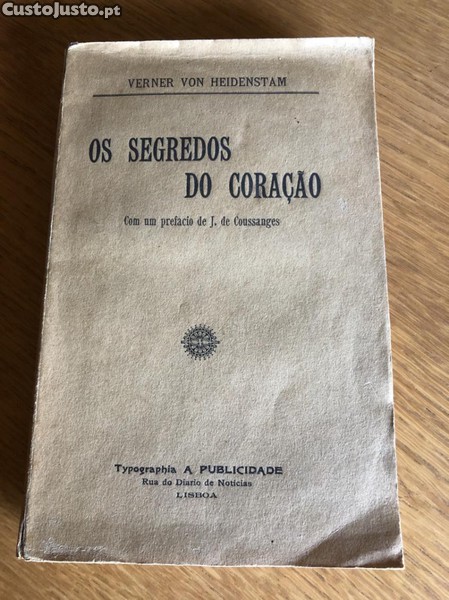 CustoJusto.pt
VERNER VON HEIDENSTAM
OS SEGREDOS
DO CORAÇÃO
Com um prefacio de J. de Coussanges
Typographia A PUBLICIDADE
Rua do Diario de Noticias
LISBOA